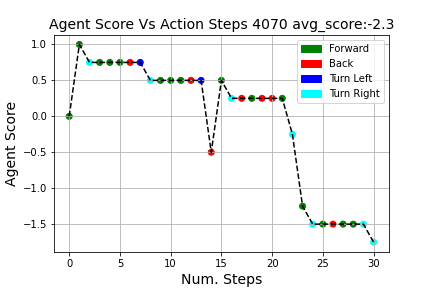 Agent Score Vs Action Steps 4070 avg_score:-2.3
Agent Score
1.0
0.5
0.0
−0.5
−1.0
−1.5
Forward
Back
Turn Left
Turn Right
0 5 10 15 20 25 30
Num. Steps